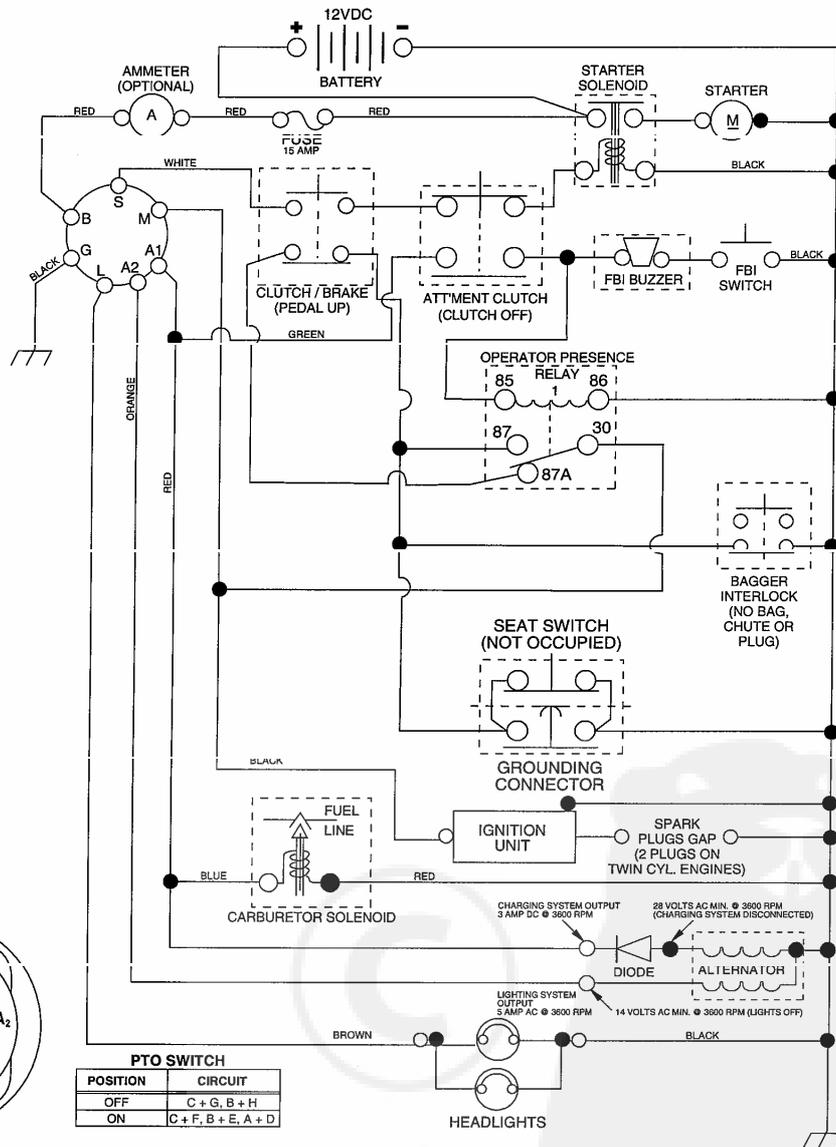 12VDC
+ -
BATTERY
AMMETER
(OPTIONAL)
A
RED
RED
RED
FUSE
15 AMP
STARTER
SOLENOID
STARTER
M
BLACK
WHITE
S
B
M
G
L
A2
A1
BLACK
CLUTCH / BRAKE
(PEDAL UP)
ATT'MENT CLUTCH
(CLUTCH OFF)
FBI BUZZER
FBI
SWITCH
BLACK
GREEN
ORANGE
RED
OPERATOR PRESENCE
RELAY
1
85
86
87
30
87A
BAGGER
INTERLOCK
(NO BAG,
CHUTE OR
PLUG)
SEAT SWITCH
(NOT OCCUPIED)
BLACK
GROUNDING
CONNECTOR
FUEL
LINE
IGNITION
UNIT
SPARK
PLUGS GAP
(2 PLUGS ON
TWIN CYL. ENGINES)
BLUE
RED
CARBURETOR SOLENOID
CHARGING SYSTEM OUTPUT
3 AMP DC @ 3600 RPM
28 VOLTS AC MIN. @ 3600 RPM
(CHARGING SYSTEM DISCONNECTED)
DIODE
ALTERNATOR
LIGHTING SYSTEM
OUTPUT
5 AMP AC @ 3600 RPM
14 VOLTS AC MIN. @ 3600 RPM (LIGHTS OFF)
A2
BROWN
BLACK
HEADLIGHTS
PTO SWITCH
POSITION CIRCUIT
OFF C + G, B + H
ON C + F, B + E, A + D
©